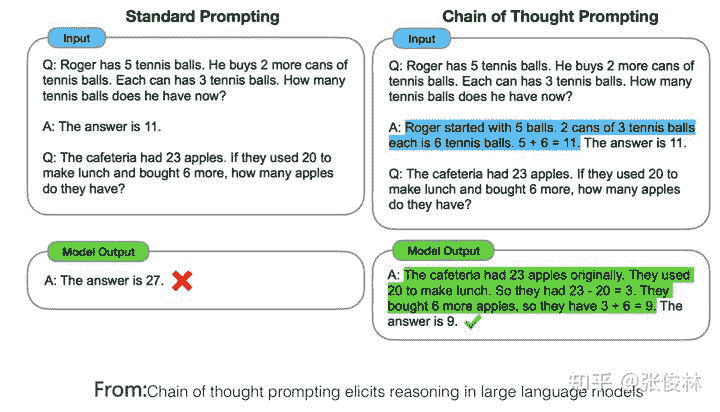 Standard Prompting
Input
Q: Roger has 5 tennis balls. He buys 2 more cans of
tennis balls. Each can has 3 tennis balls. How many
tennis balls does he have now?
A: The answer is 11.
Q: The cafeteria had 23 apples. If they used 20 to
make lunch and bought 6 more, how many apples
do they have?
Model Output
A: The answer is 27.
Chain of Thought Prompting
Input
Q: Roger has 5 tennis balls. He buys 2 more cans of
tennis balls. Each can has 3 tennis balls. How many
tennis balls does he have now?
A: Roger started with 5 balls. 2 cans of 3 tennis balls
each is 6 tennis balls. 5 + 6 = 11. The answer is 11.
Q: The cafeteria had 23 apples. If they used 20 to
make lunch and bought 6 more, how many apples
do they have?
Model Output
A: The cafeteria had 23 apples originally. They used
20 to make lunch. So they had 23 - 20 = 3. They
bought 6 more apples, so they have 3 + 6 = 9. The
answer is 9.
From:Chain of thought prompting elicits reasoning in large language models
知乎 @张俊林